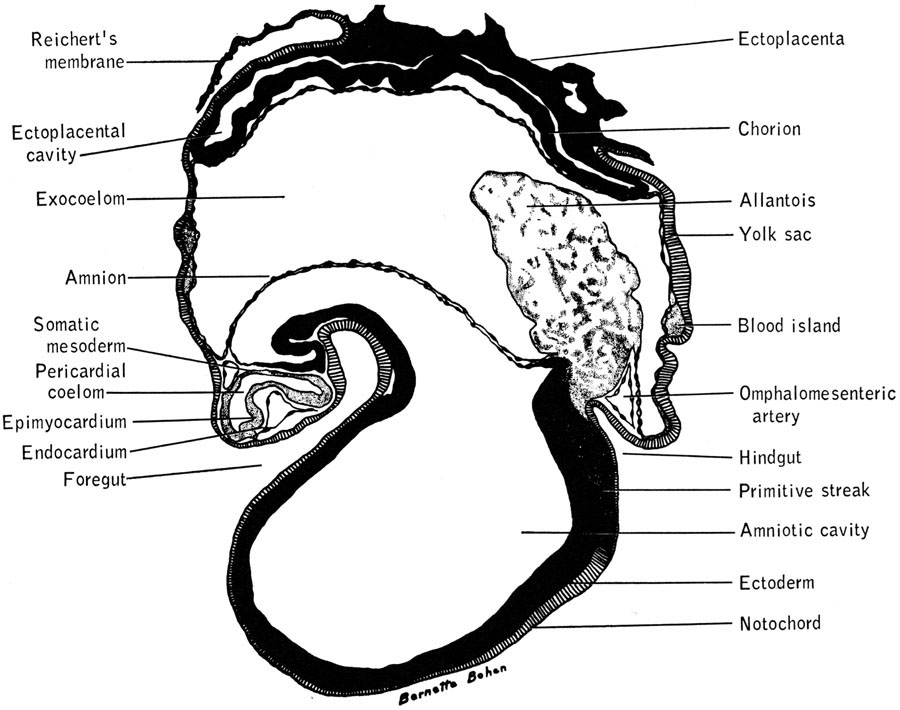 Reichert's
membrane
Ectoplacental
cavity
Exocoelom
Amnion
Somatic
mesoderm
Pericardial
coelom
Epimyocardium
Endocardium
Foregut
Ectoplacenta
Chorion
Allantois
Yolk sac
Blood island
Omphalomesenteric
artery
Hindgut
Primitive streak
Amniotic cavity
Ectoderm
Notochord
Bernette Bohen